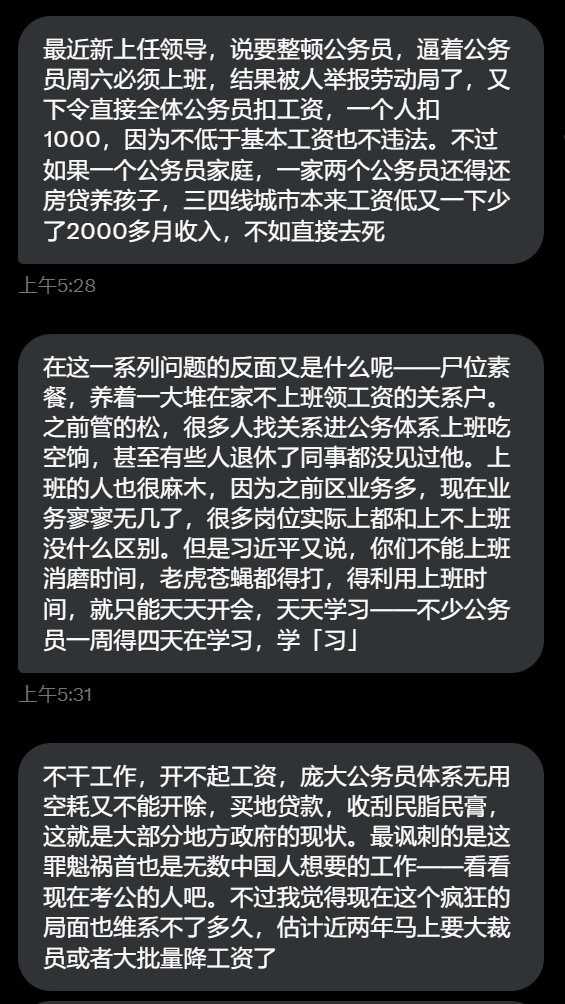 最近新上任领导，说要整顿公务员，逼着公务
员周六必须上班，结果被人举报劳动局了，又
下令直接全体公务员扣工资，一个人扣
1000，因为不低于基本工资也不违法。不过
如果一个公务员家庭，一家两个公务员还得还
房贷养孩子，三四线城市本来工资低又一下少
了2000多月收入，不如直接去死
上午5:28
在这一系列问题的反面又是什么呢——尸位素
餐，养着一大堆在家不上班领工资的关系户。
之前管的松，很多人找关系进公务体系上班吃
空饷，甚至有些人退休了同事都没见过他。上
班的人也很麻木，因为之前区业务多，现在业
务寥寥无几了，很多岗位实际上都和上不上班
没什么区别。但是习近平又说，你们不能上班
消磨时间，老虎苍蝇都得打，得利用上班时
间，就只能天天开会，天天学习——不少公务
员一周得四天在学习，学「习」
上午5:31
不干工作，开不起工资，庞大公务员体系无用
空耗又不能开除，买地贷款，收刮民脂民膏，
这就是大部分地方政府的现状。最讽刺的是这
罪魁祸首也是无数中国人想要的工作——看看
现在考公的人吧。不过我觉得现在这个疯狂的
局面也维系不了多久，估计近两年马上要大裁
员或者大批量降工资了